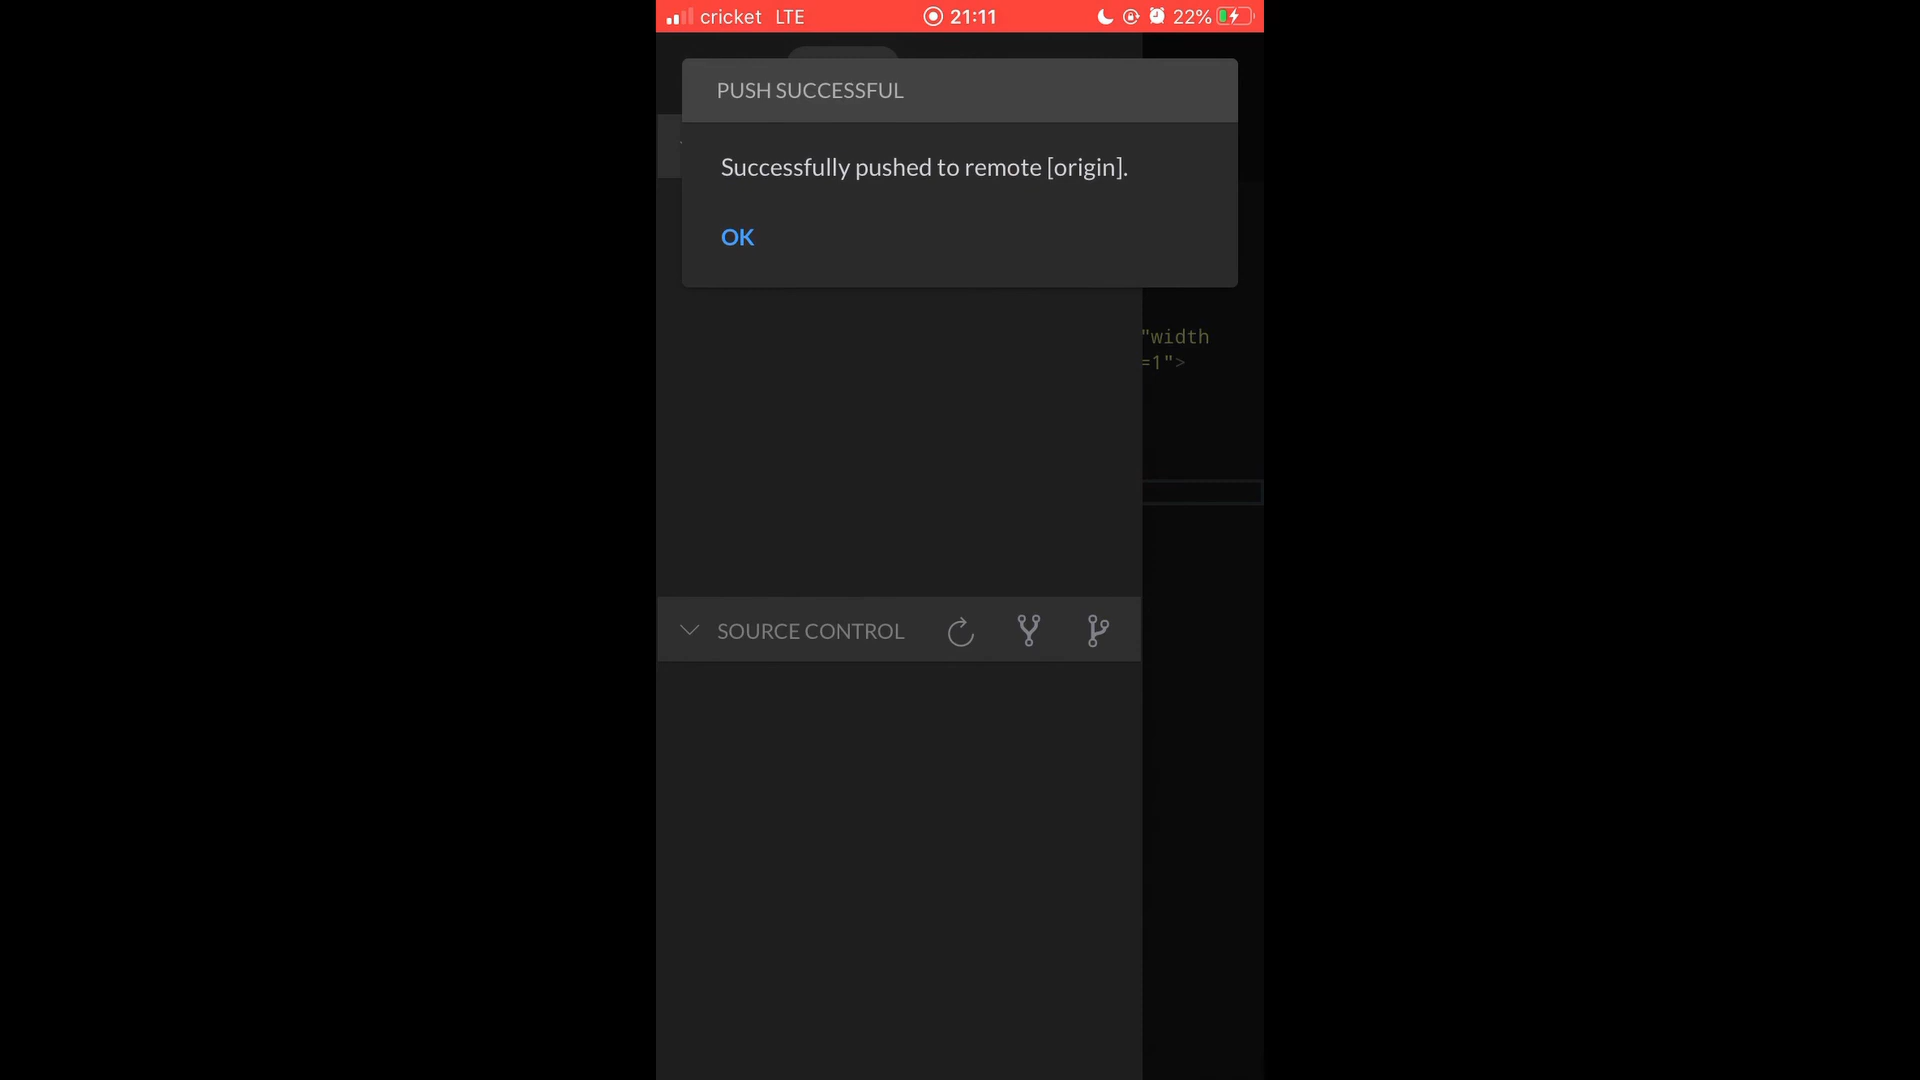 cricket LTE 21:11 22%
PUSH SUCCESSFUL
Successfully pushed to remote [origin].
OK
"width
=1">
SOURCE CONTROL